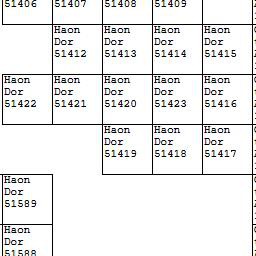 51406 51407 51408 51409
Haon Haon Haon Haon
Dor Dor Dor Dor
51412 51413 51414 51415
Haon Haon Haon Haon Haon
Dor Dor Dor Dor Dor
51422 51421 51420 51423 51416
Haon Haon Haon
Dor Dor Dor
51419 51418 51417
Haon
Dor
51589
Haon
Dor
51588